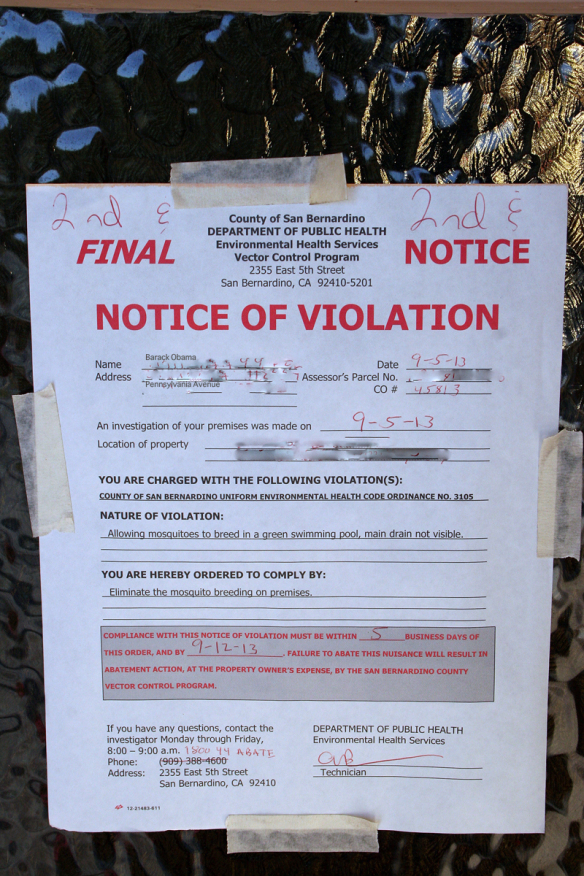 2nd & 2nd &
FINAL NOTICE
County of San Bernardino
DEPARTMENT OF PUBLIC HEALTH
Environmental Health Services
Vector Control Program
2355 East 5th Street
San Bernardino, CA 92410-5201
NOTICE OF VIOLATION
Name Barack Obama Date 9-5-13
Address Pennsylvania Avenue Assessor's Parcel No.
CO # 45813
An investigation of your premises was made on 9-5-13
Location of property
YOU ARE CHARGED WITH THE FOLLOWING VIOLATION(S):
COUNTY OF SAN BERNARDINO UNIFORM ENVIRONMENTAL HEALTH CODE ORDINANCE NO. 3105
NATURE OF VIOLATION:
Allowing mosquitoes to breed in a green swimming pool, main drain not visible.
YOU ARE HEREBY ORDERED TO COMPLY BY:
Eliminate the mosquito breeding on premises.
COMPLIANCE WITH THIS NOTICE OF VIOLATION MUST BE WITHIN 5 BUSINESS DAYS OF
THIS ORDER, AND BY 9-12-13. FAILURE TO ABATE THIS NUISANCE WILL RESULT IN
ABATEMENT ACTION, AT THE PROPERTY OWNER'S EXPENSE, BY THE SAN BERNARDINO COUNTY
VECTOR CONTROL PROGRAM.
If you have any questions, contact the
investigator Monday through Friday,
8:00 – 9:00 a.m. 1800 44 ABATE
Phone: (909) 388-4600
Address: 2355 East 5th Street
San Bernardino, CA 92410
DEPARTMENT OF PUBLIC HEALTH
Environmental Health Services
Technician
12-21463-611